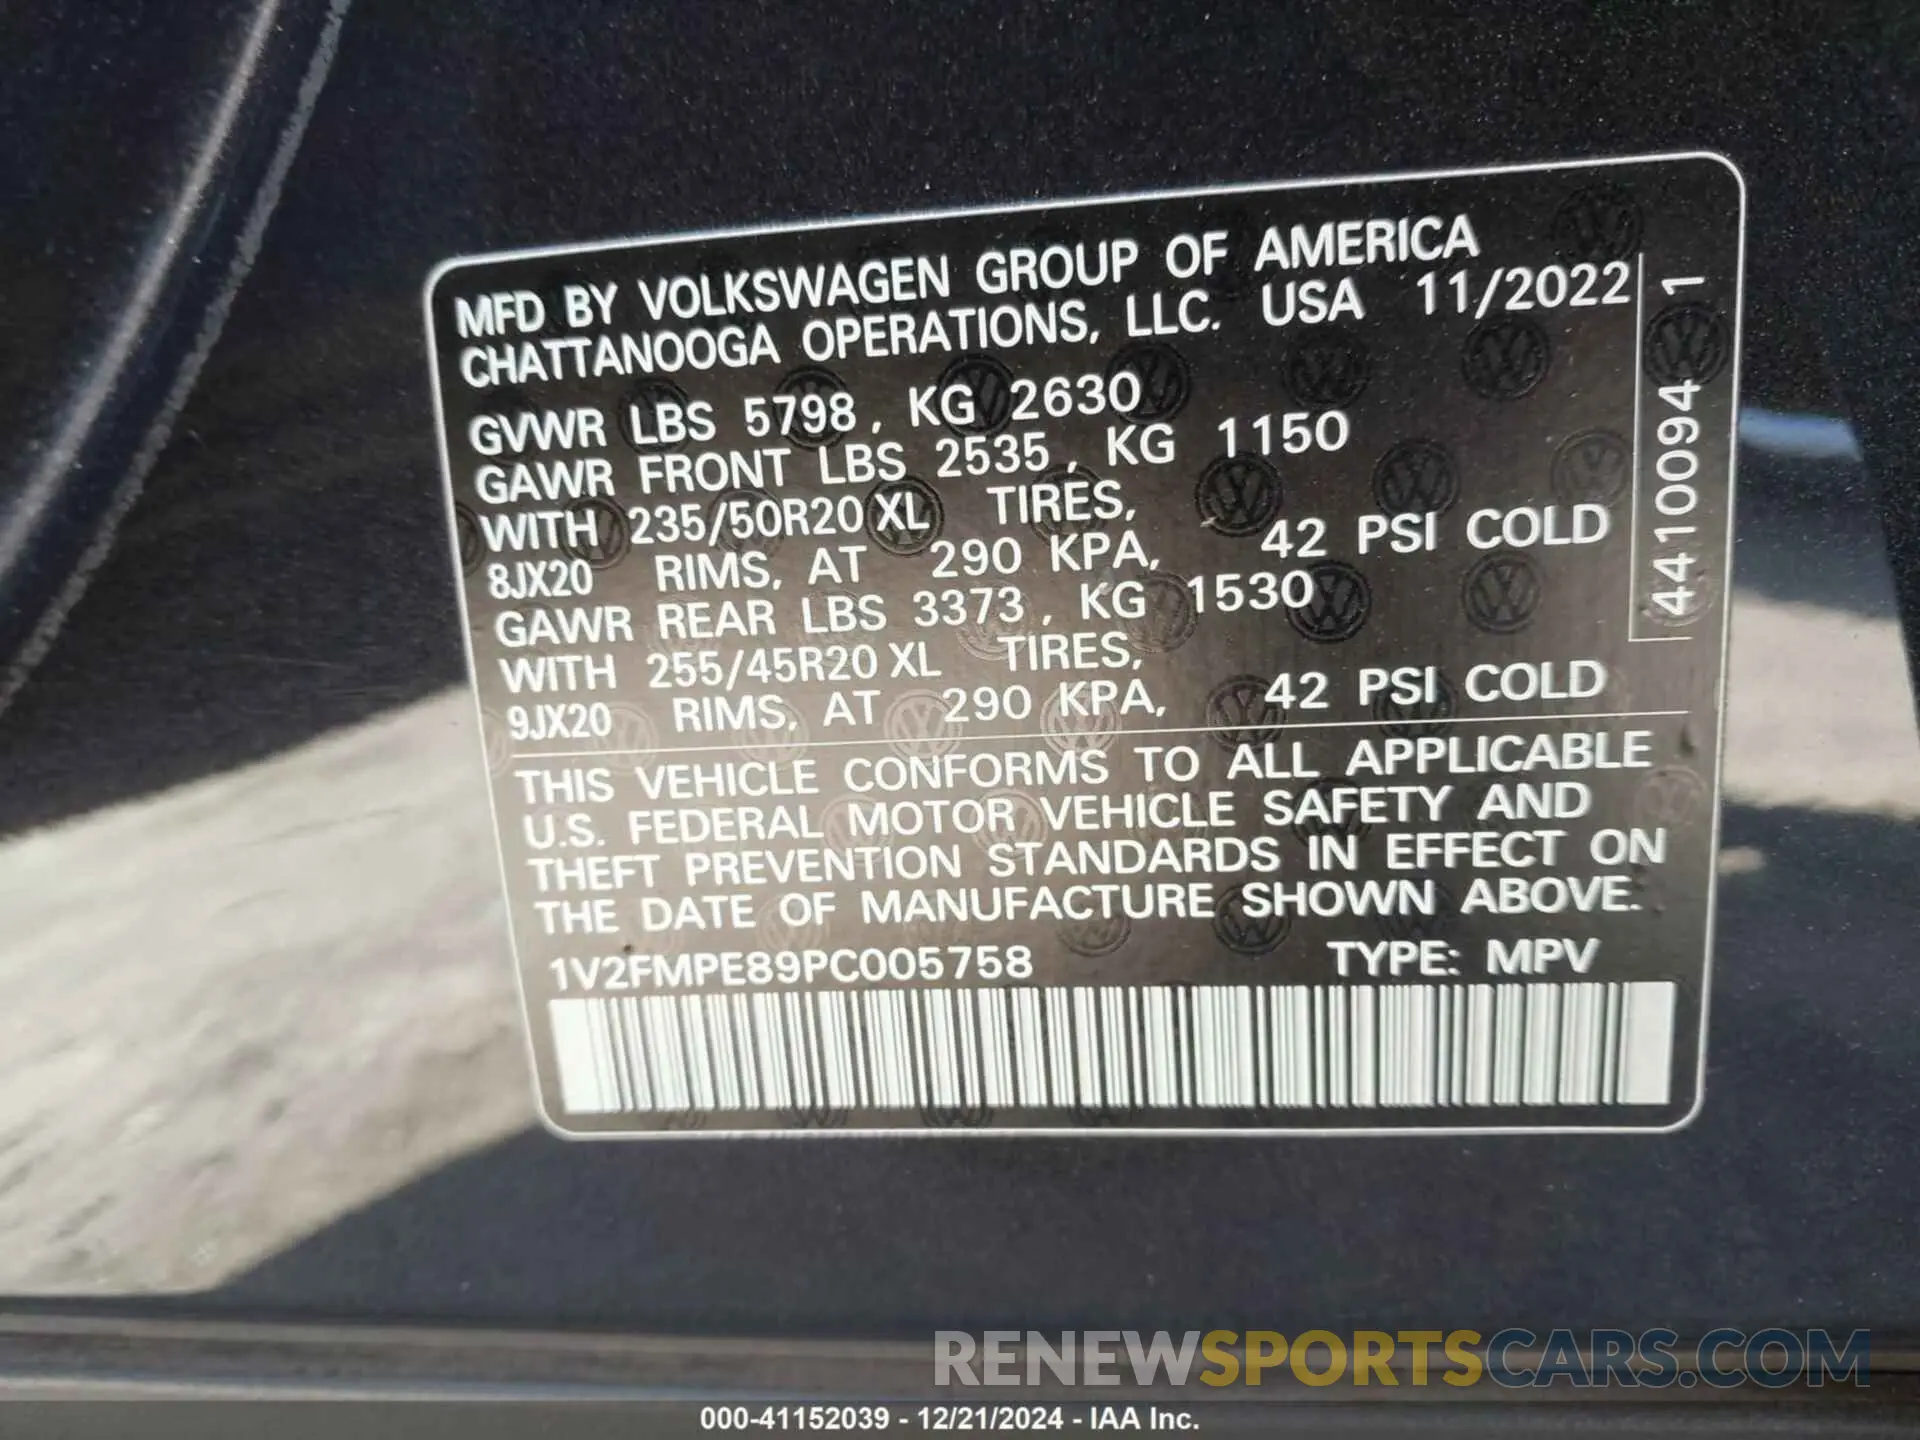 MFD BY VOLKSWAGEN GROUP OF AMERICA
CHATTANOOGA OPERATIONS, LLC. USA 11/2022
GVWR LBS 5798, KG 2630
GAWR FRONT LBS 2535, KG 1150
WITH 235/50R20 XL TIRES,
8JX20 RIMS, AT 290 KPA, 42 PSI COLD
GAWR REAR LBS 3373, KG 1530
WITH 255/45R20 XL TIRES,
9JX20 RIMS, AT 290 KPA, 42 PSI COLD
4410094 1
THIS VEHICLE CONFORMS TO ALL APPLICABLE
U.S. FEDERAL MOTOR VEHICLE SAFETY AND
THEFT PREVENTION STANDARDS IN EFFECT ON
THE DATE OF MANUFACTURE SHOWN ABOVE.
1V2FMPE89PC005758 TYPE: MPV
RENEWSPORTSCARS.COM
000-41152039 - 12/21/2024 - IAA Inc.